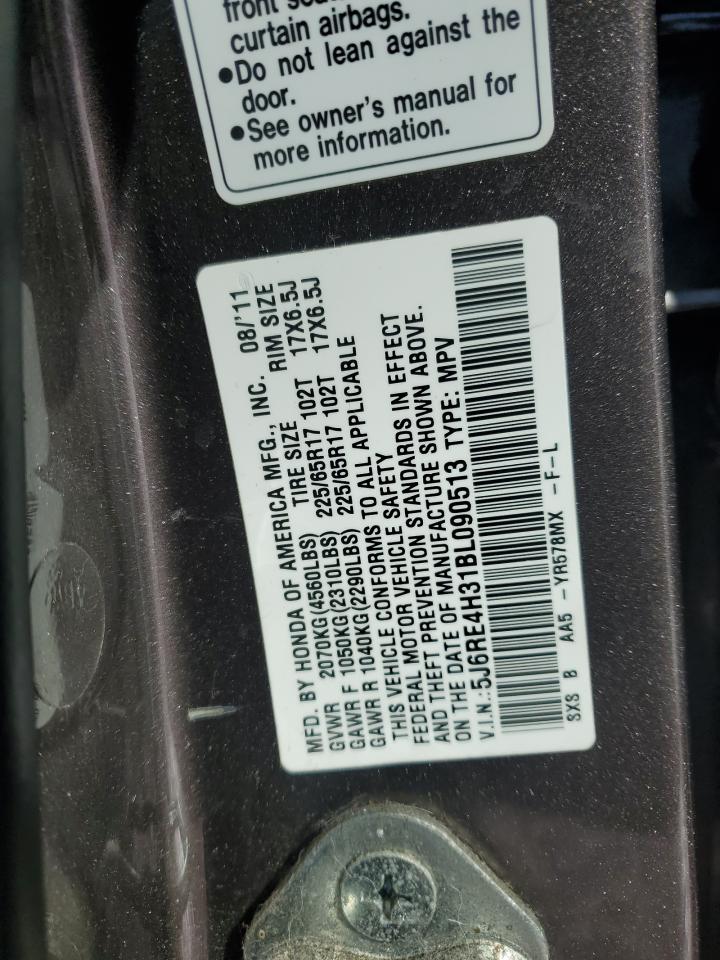 front
curtain airbags.
●Do not lean against the
door.
●See owner's manual for
more information.
MFD. BY HONDA OF AMERICA MFG., INC. 08/'11
GVWR 2070KG(4560LBS) TIRE SIZE RIM SIZE
GAWR F 1050KG(2310LBS) 225/65R17 102T 17X6.5J
GAWR R 1040KG(2290LBS) 225/65R17 102T 17X6.5J
THIS VEHICLE CONFORMS TO ALL APPLICABLE
FEDERAL MOTOR VEHICLE SAFETY
AND THEFT PREVENTION STANDARDS IN EFFECT
ON THE DATE OF MANUFACTURE SHOWN ABOVE.
V.I.N.:5J6RE4H31BL090513 TYPE: MPV
SXS B AA5 -YR578MX -F-L